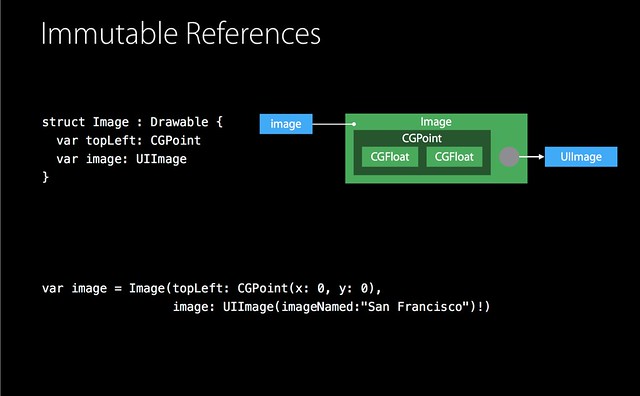 Immutable References
struct Image : Drawable {
var topLeft: CGPoint
var image: UIImage
}
image
Image
CGPoint
CGFloat CGFloat
UIImage
var image = Image(topLeft: CGPoint(x: 0, y: 0),
image: UIImage(imageNamed:"San Francisco")!)